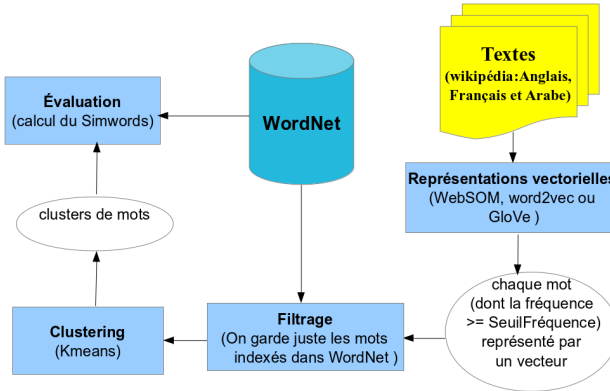 Textes
(wikipédia:Anglais,
Français et Arabe)
Évaluation
(calcul du Simwords)
WordNet
Représentations vectorielles
(WebSOM, word2vec ou
GloVe )
clusters de mots
chaque mot
(dont la fréquence
>= SeuilFréquence)
représenté par
un vecteur
Filtrage
(On garde juste les mots
indexés dans WordNet )
Clustering
(Kmeans)